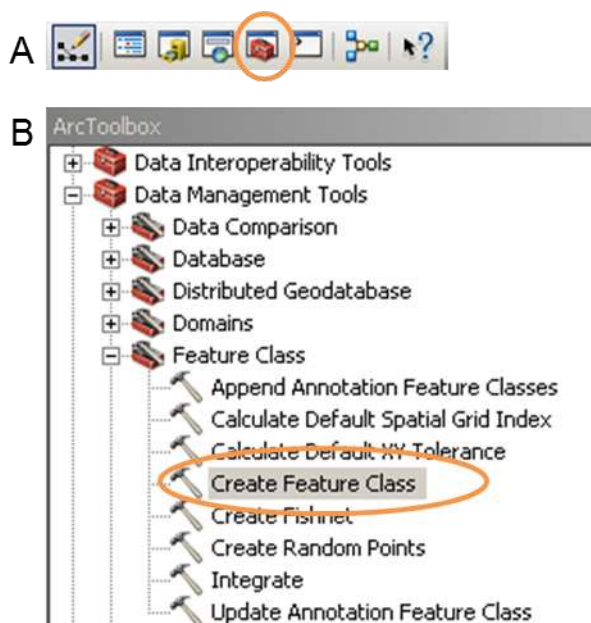 A
B
ArcToolbox
Data Interoperability Tools
Data Management Tools
Data Comparison
Database
Distributed Geodatabase
Domains
Feature Class
Append Annotation Feature Classes
Calculate Default Spatial Grid Index
Calculate Default XY Tolerance
Create Feature Class
Create Fishnet
Create Random Points
Integrate
Update Annotation Feature Class